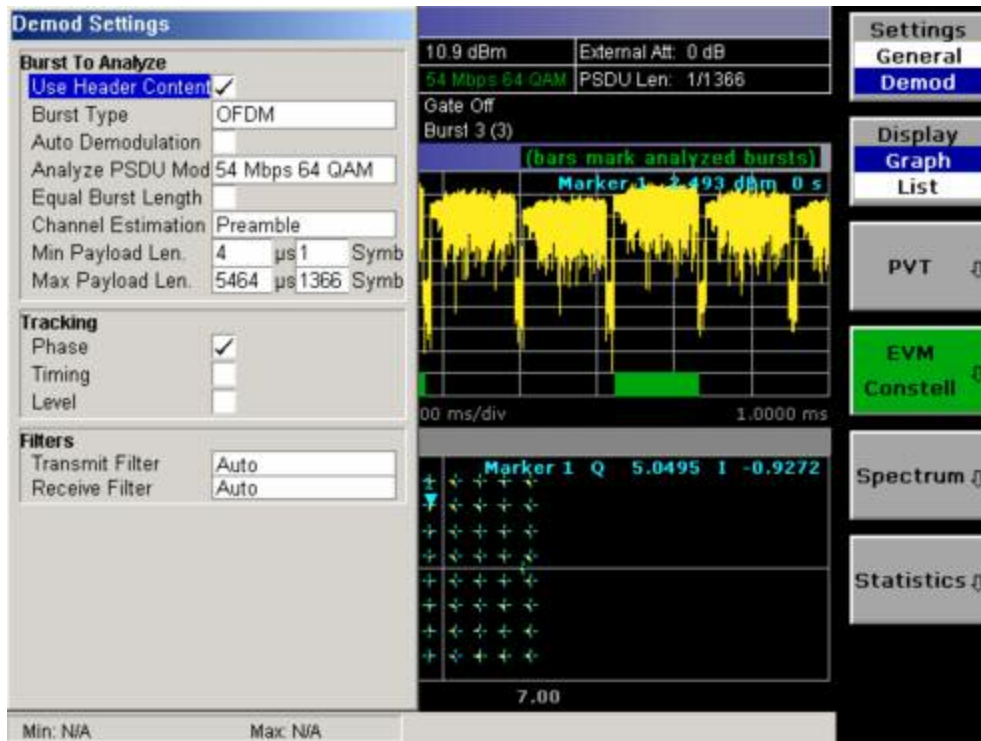 Demod Settings
Burst To Analyze
Use Header Content
Burst Type OFDM
Auto Demodulation
Analyze PSDU Mod 54 Mbps 64 QAM
Equal Burst Length
Channel Estimation Preamble
Min Payload Len. 4 µs 1 Symb
Max Payload Len. 5464 µs 1366 Symb
Tracking
Phase
Timing
Level
Filters
Transmit Filter Auto
Receive Filter Auto
Min: N/A Max: N/A
10.9 dBm External Att: 0 dB
54 Mbps 64 QAM PSDU Len: 1/1366
Gate Off
Burst 3 (3)
(bars mark analyzed bursts)
Marker 1 2.493 dBm 0 s
00 ms/div 1.0000 ms
Marker 1 Q 5.0495 I -0.9272
7.00
Settings
General
Demod
Display
Graph
List
PVT
EVM
Constell
Spectrum
Statistics